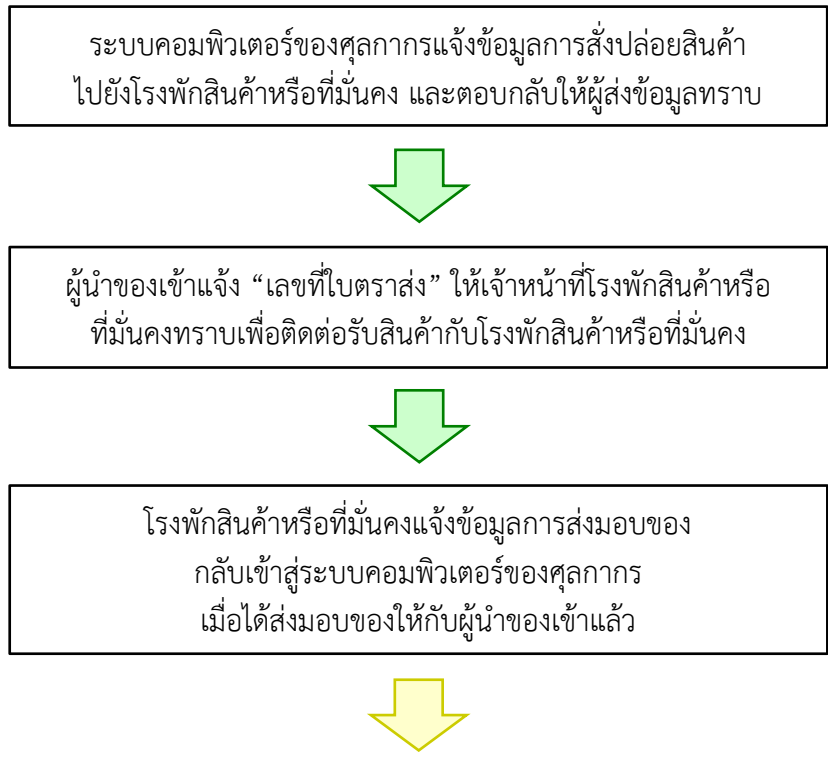 ระบบคอมพิวเตอร์ของศุลกากรแจ้งข้อมูลการสั่งปล่อยสินค้า
ไปยังโรงพักสินค้าหรือที่มั่นคง และตอบกลับให้ผู้ส่งข้อมูลทราบ
ผู้นำของเข้าแจ้ง “เลขที่ใบตราส่ง” ให้เจ้าหน้าที่โรงพักสินค้าหรือ
ที่มั่นคงทราบเพื่อติดต่อรับสินค้ากับโรงพักสินค้าหรือที่มั่นคง
โรงพักสินค้าหรือที่มั่นคงแจ้งข้อมูลการส่งมอบของ
กลับเข้าสู่ระบบคอมพิวเตอร์ของศุลกากร
เมื่อได้ส่งมอบของให้กับผู้นำของเข้าแล้ว